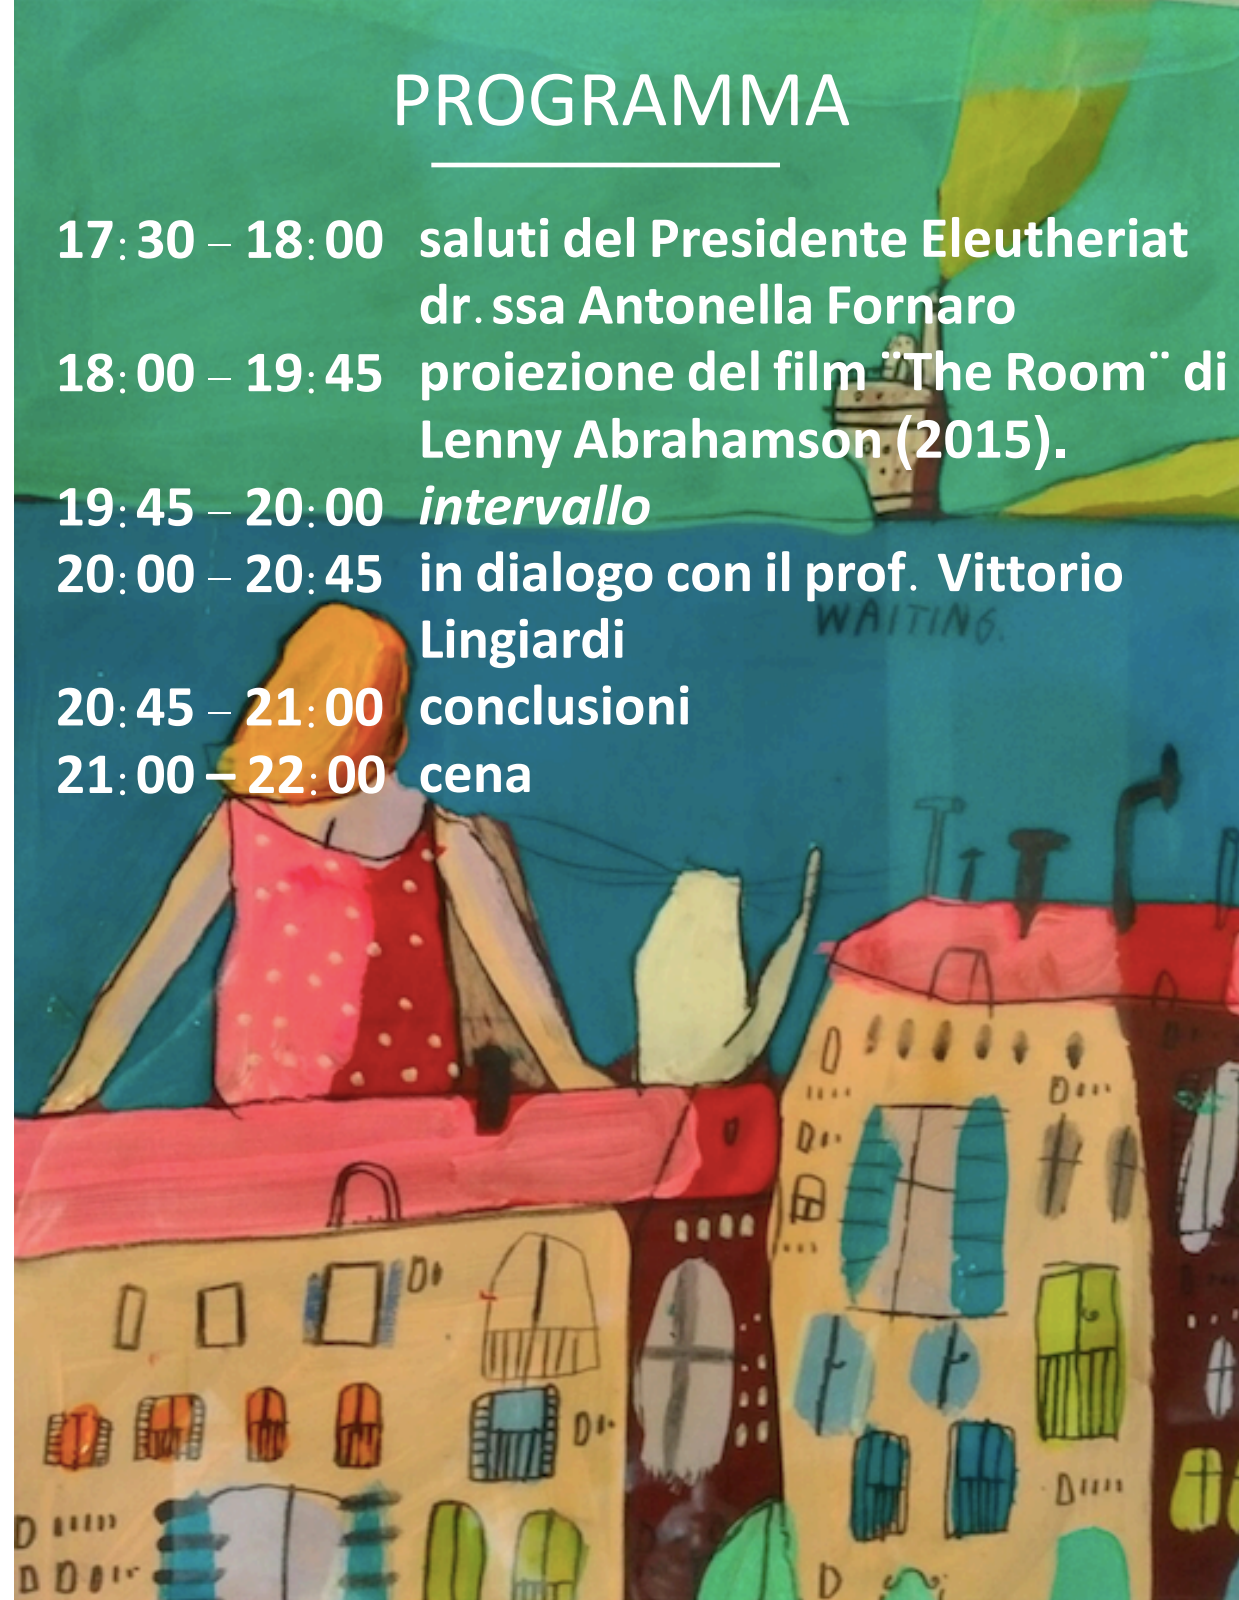 PROGRAMMA
17:30 – 18:00 saluti del Presidente Eleutheriat
dr.ssa Antonella Fornaro
18:00 – 19:45 proiezione del film ¨The Room¨ di
Lenny Abrahamson (2015).
19:45 – 20:00 intervallo
20:00 – 20:45 in dialogo con il prof. Vittorio
WAITING.
Lingiardi
20:45 – 21:00 conclusioni
21:00 – 22:00 cena